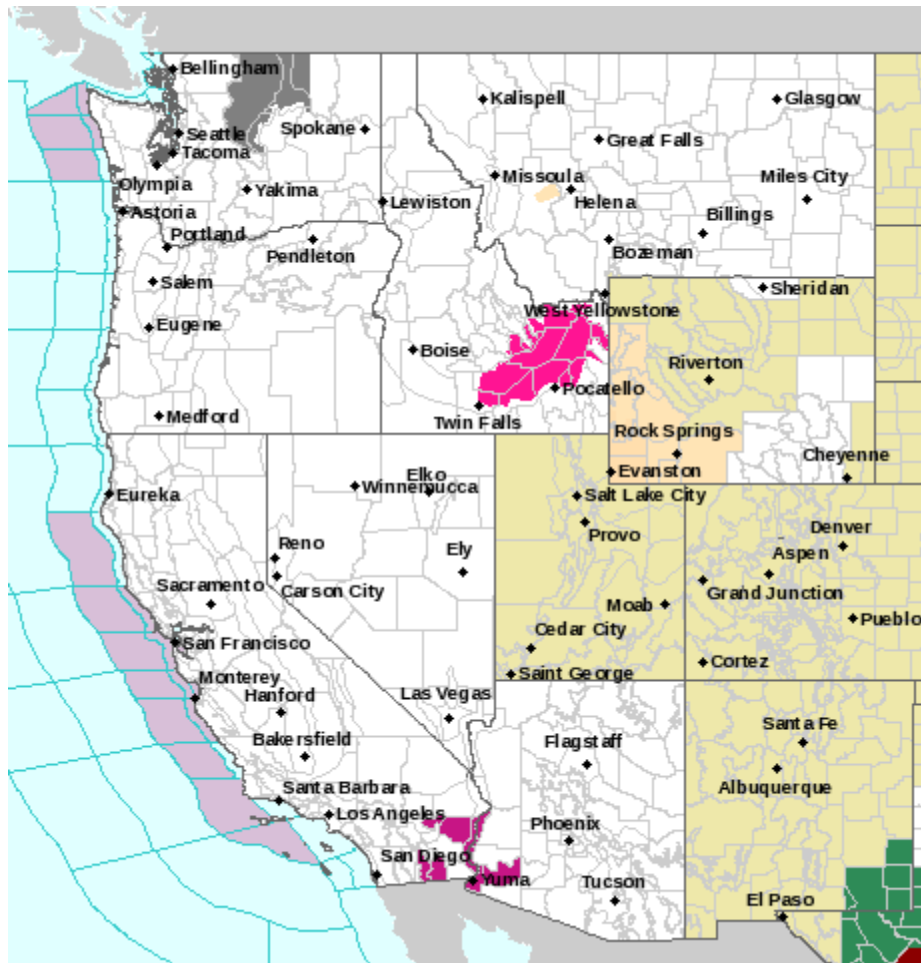 Bellingham
Kalispell
Glasgow
Seattle
Spokane
Great Falls
Tacoma
Olympia
Missoula
Miles City
Yakima
Helena
Lewiston
Astoria
Billings
Portland
Pendleton
Bozeman
Salem
Sheridan
West Yellowstone
Eugene
Boise
Riverton
Pocatello
Medford
Twin Falls
Rock Springs
Cheyenne
Elko
Evanston
Eureka
Winnemucca
Salt Lake City
Provo
Denver
Reno
Ely
Aspen
Sacramento
Carson City
Grand Junction
Moab
Pueblo
Cedar City
San Francisco
Cortez
Saint George
Monterey
Hanford
Las Vegas
Santa Fe
Bakersfield
Flagstaff
Albuquerque
Santa Barbara
Los Angeles
Phoenix
San Diego
Yuma
Tucson
El Paso